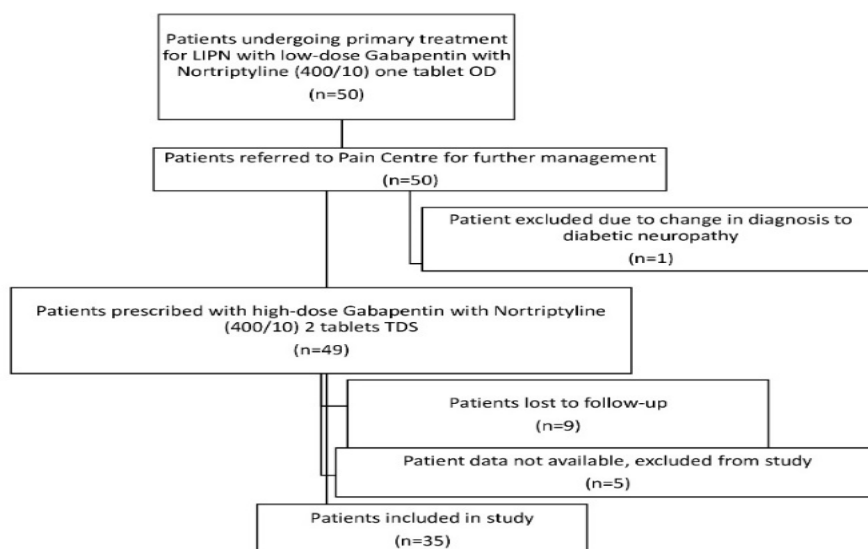 Patients undergoing primary treatment
for LIPN with low-dose Gabapentin with
Nortriptyline (400/10) one tablet OD
(n=50)
Patients referred to Pain Centre for further management
(n=50)
Patient excluded due to change in diagnosis to
diabetic neuropathy
(n=1)
Patients prescribed with high-dose Gabapentin with Nortriptyline
(400/10) 2 tablets TDS
(n=49)
Patients lost to follow-up
(n=9)
Patient data not available, excluded from study
(n=5)
Patients included in study
(n=35)